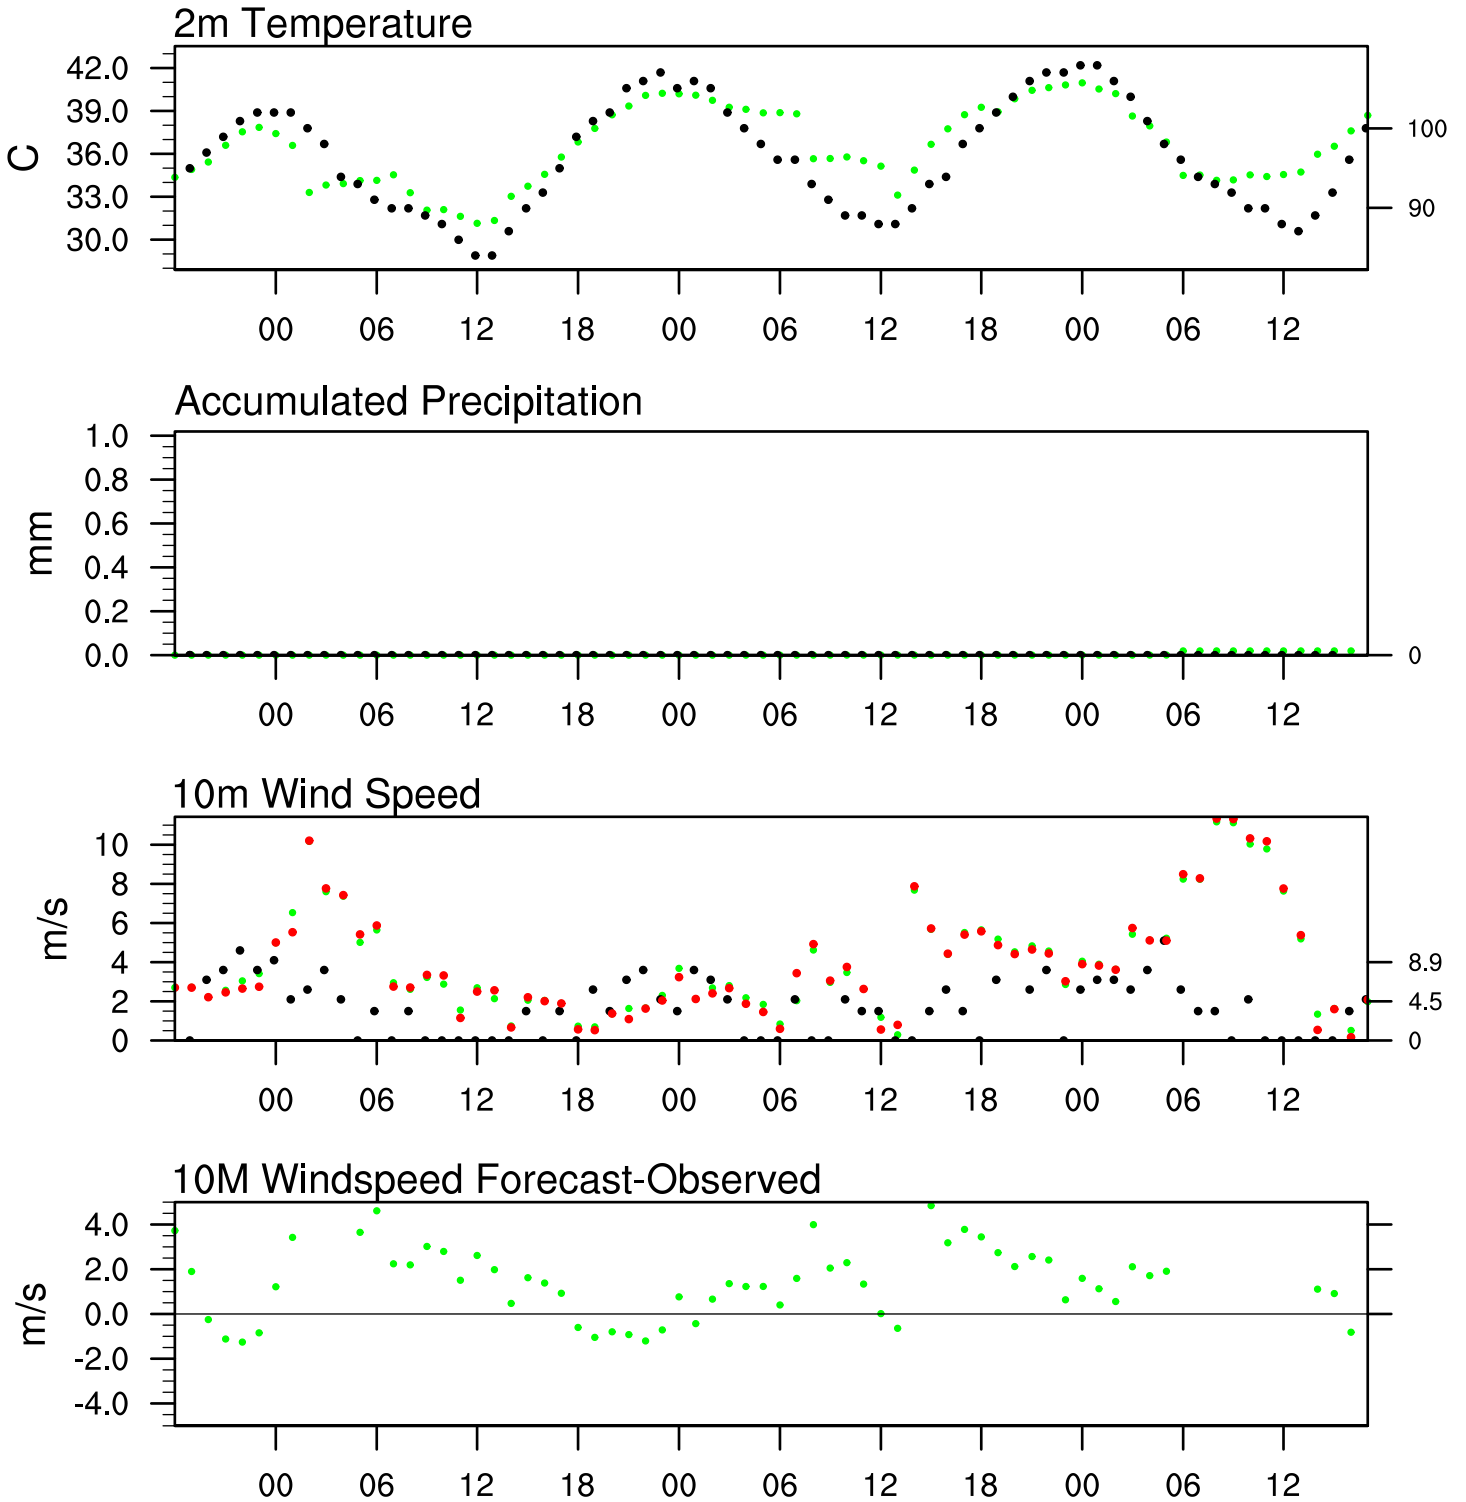 2m Temperature
42.0
39.0
36.0
33.0
30.0
C
100
90
00 06 12 18 00 06 12 18 00 06 12
Accumulated Precipitation
1.0
0.8
0.6
0.4
0.2
0.0
mm
0
00 06 12 18 00 06 12 18 00 06 12
10m Wind Speed
10
8
6
4
2
0
m/s
8.9
4.5
0
00 06 12 18 00 06 12 18 00 06 12
10M Windspeed Forecast-Observed
4.0
2.0
0.0
-2.0
-4.0
m/s
00 06 12 18 00 06 12 18 00 06 12